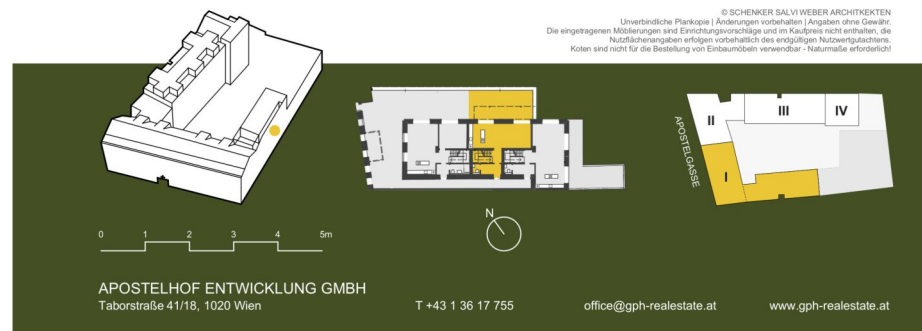 © SCHENKER SALVI WEBER ARCHITKEKTEN
Unverbindliche Plankopie | Änderungen vorbehalten | Angaben ohne Gewähr.
Die eingetragenen Möblierungen sind Einrichtungsvorschläge und im Kaufpreis nicht enthalten, die
Nutzflächenangaben erfolgen vorbehaltlich des endgültigen Nutzwertgutachtens.
Koten sind nicht für die Bestellung von Einbaumöbeln verwendbar - Naturmaße erforderlich!
II
III
IV
APOSTELGASSE
I
N
0 1 2 3 4 5m
APOSTELHOF ENTWICKLUNG GMBH
Taborstraße 41/18, 1020 Wien
T +43 1 36 17 755
office@gph-realestate.at
www.gph-realestate.at